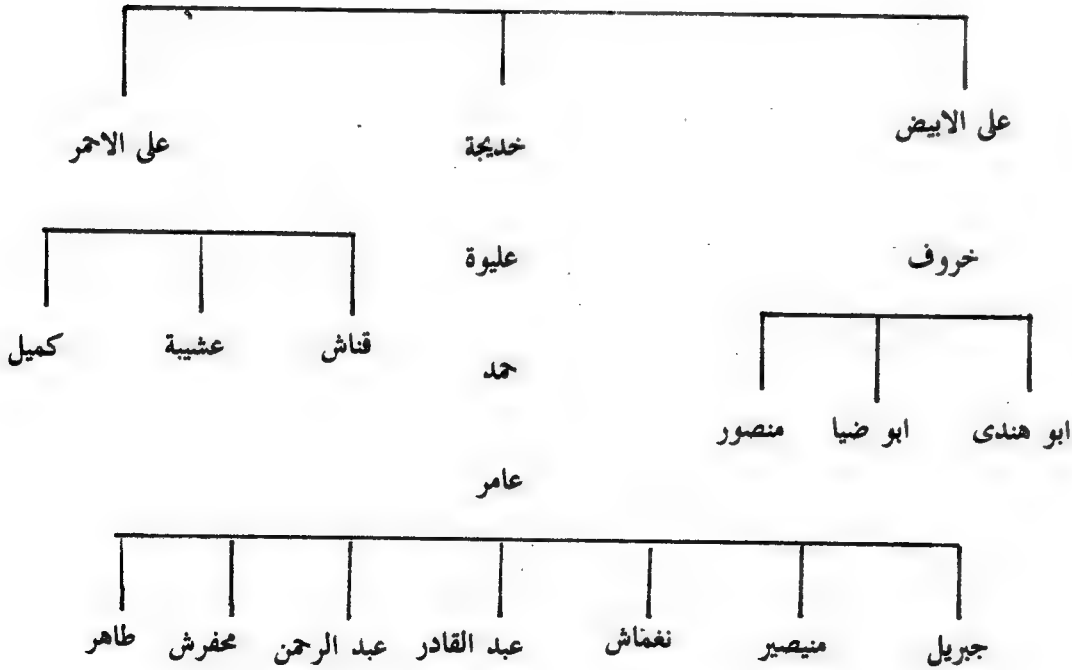 على الابيض خديجة على الاحمر
خروف عليوة
قناش عشيبة كميل
حمد
ابو هندى ابو ضيا منصور
عامر
جبريل منيصير نغماش عبد القادر عبد الرحمن محفرش طاهر